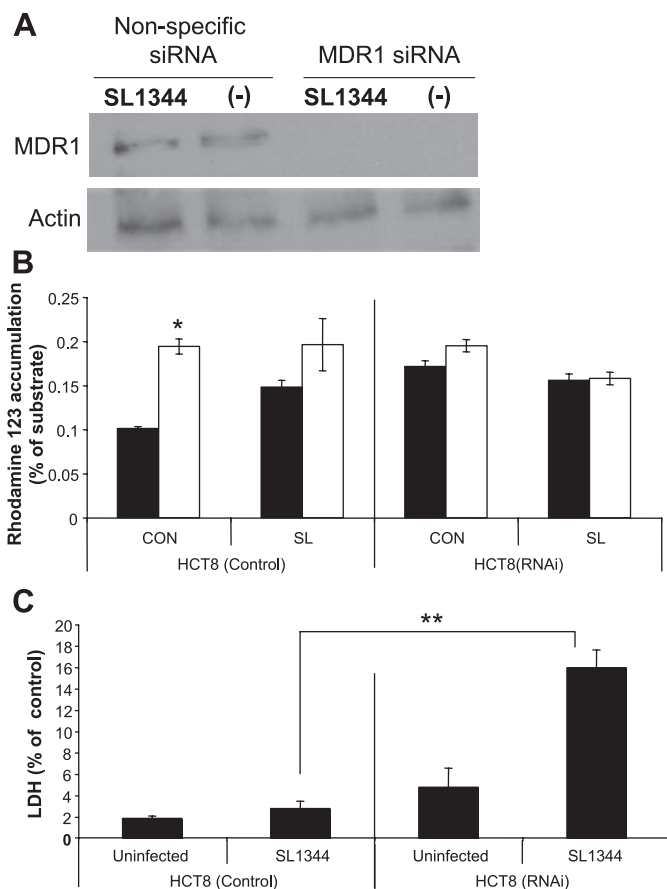 A
Non-specific
siRNA
MDR1 siRNA
SL1344
(-)
SL1344
(-)
MDR1
Actin
B
Rhodamine 123 accumulation
(% of substrate)
0.25
0.2
0.15
0.1
0.05
0
*
CON
SL
CON
SL
HCT8 (Control)
HCT8(RNAi)
C
LDH (% of control)
20
18
16
14
12
10
8
6
4
2
0
**
Uninfected
SL1344
Uninfected
SL1344
HCT8 (Control)
HCT8 (RNAi)